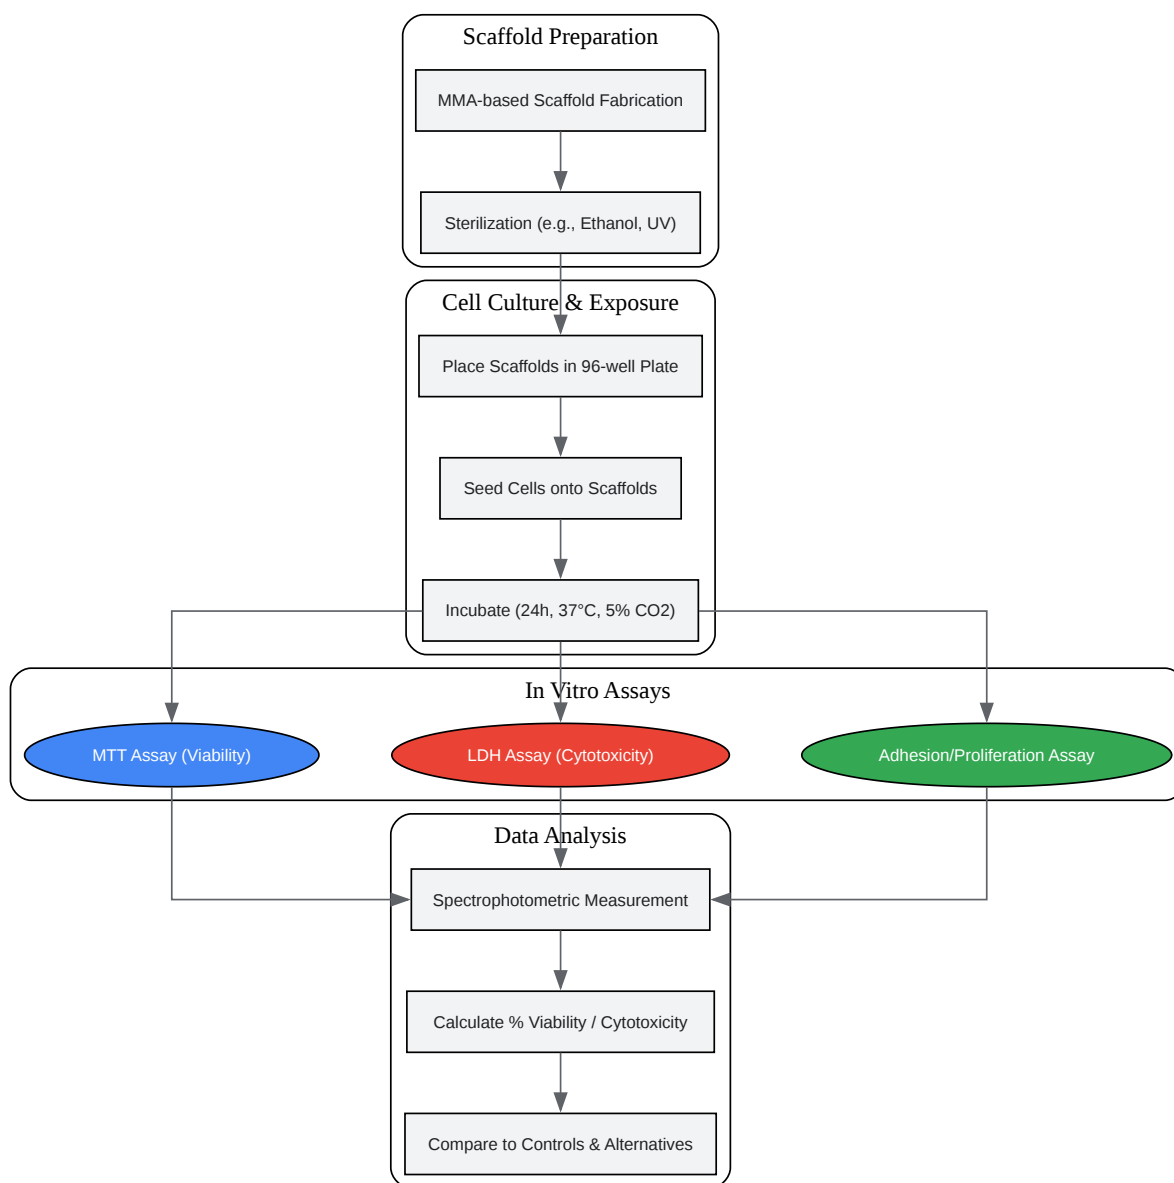 Scaffold Preparation
MMA-based Scaffold Fabrication
Sterilization (e.g., Ethanol, UV)
Cell Culture & Exposure
Place Scaffolds in 96-well Plate
Seed Cells onto Scaffolds
Incubate (24h, 37°C, 5% CO2)
In Vitro Assays
MTT Assay (Viability)
LDH Assay (Cytotoxicity)
Adhesion/Proliferation Assay
Data Analysis
Spectrophotometric Measurement
Calculate % Viability / Cytotoxicity
Compare to Controls & Alternatives